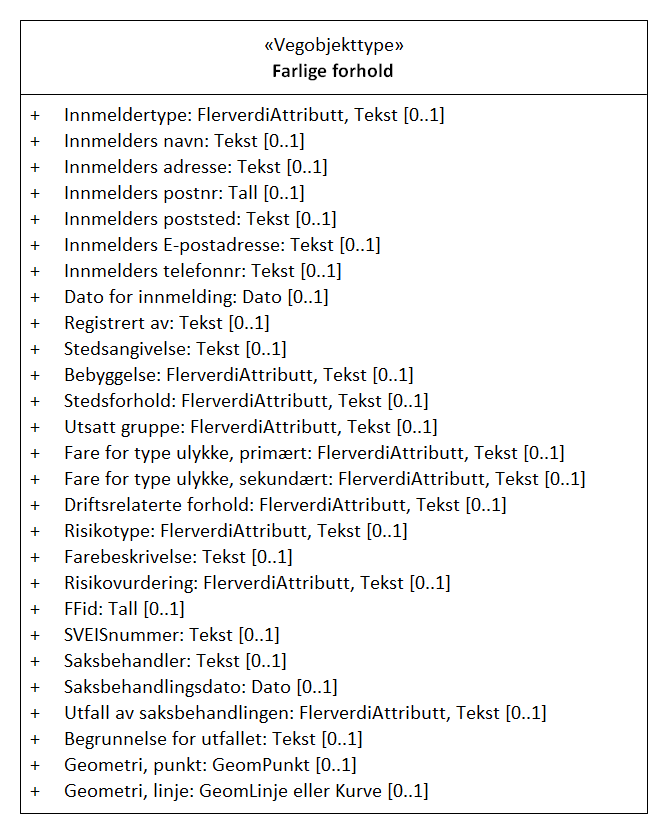 «Vegobjekttype»
Farlige forhold
+ Innmeldertype: FlerverdiAttributt, Tekst [0..1]
+ Innmelders navn: Tekst [0..1]
+ Innmelders adresse: Tekst [0..1]
+ Innmelders postnr: Tall [0..1]
+ Innmelders poststed: Tekst [0..1]
+ Innmelders E-postadresse: Tekst [0..1]
+ Innmelders telefonnr: Tekst [0..1]
+ Dato for innmelding: Dato [0..1]
+ Registrert av: Tekst [0..1]
+ Stedsangivelse: Tekst [0..1]
+ Bebyggelse: FlerverdiAttributt, Tekst [0..1]
+ Stedsforhold: FlerverdiAttributt, Tekst [0..1]
+ Utsatt gruppe: FlerverdiAttributt, Tekst [0..1]
+ Fare for type ulykke, primært: FlerverdiAttributt, Tekst [0..1]
+ Fare for type ulykke, sekundært: FlerverdiAttributt, Tekst [0..1]
+ Driftsrelaterte forhold: FlerverdiAttributt, Tekst [0..1]
+ Risikotype: FlerverdiAttributt, Tekst [0..1]
+ Farebeskrivelse: Tekst [0..1]
+ Risikovurdering: FlerverdiAttributt, Tekst [0..1]
+ FFid: Tall [0..1]
+ SVEISnummer: Tekst [0..1]
+ Saksbehandler: Tekst [0..1]
+ Saksbehandlingsdato: Dato [0..1]
+ Utfall av saksbehandlingen: FlerverdiAttributt, Tekst [0..1]
+ Begrunnelse for utfallet: Tekst [0..1]
+ Geometri, punkt: GeomPunkt [0..1]
+ Geometri, linje: GeomLinje eller Kurve [0..1]